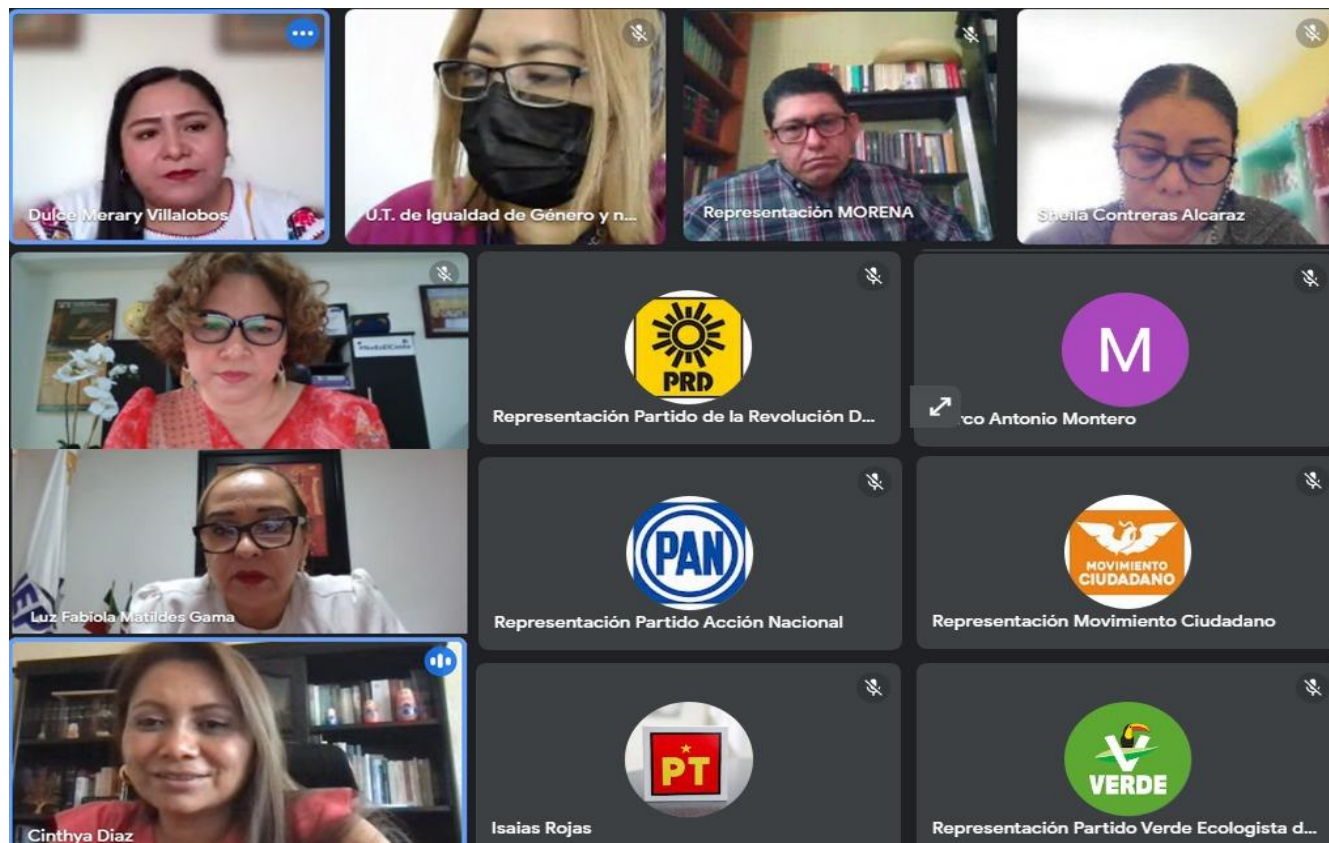 Dulce Merary Villalobos
U.T. de Igualdad de Género y n...
Representación MORENA
Sheila Contreras Alcaraz
PRD
Representación Partido de la Revolución D...
M
rco Antonio Montero
Luz Fabiola Matildes Gama
PAN
Representación Partido Acción Nacional
MOVIMIENTO
CIUDADANO
Representación Movimiento Ciudadano
Cinthya Diaz
PT
Isaias Rojas
VERDE
Representación Partido Verde Ecologista d...